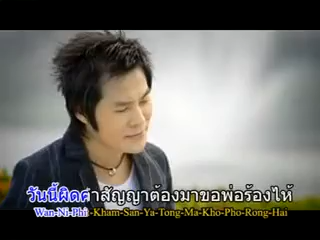 วันนี้ผิดคำสัญญาต้องมาขอพ่อร้องไห้
Wan-Ni-Phit Kham-San-Ya-Tong-Ma-Kho-Pho-Rong-Hai